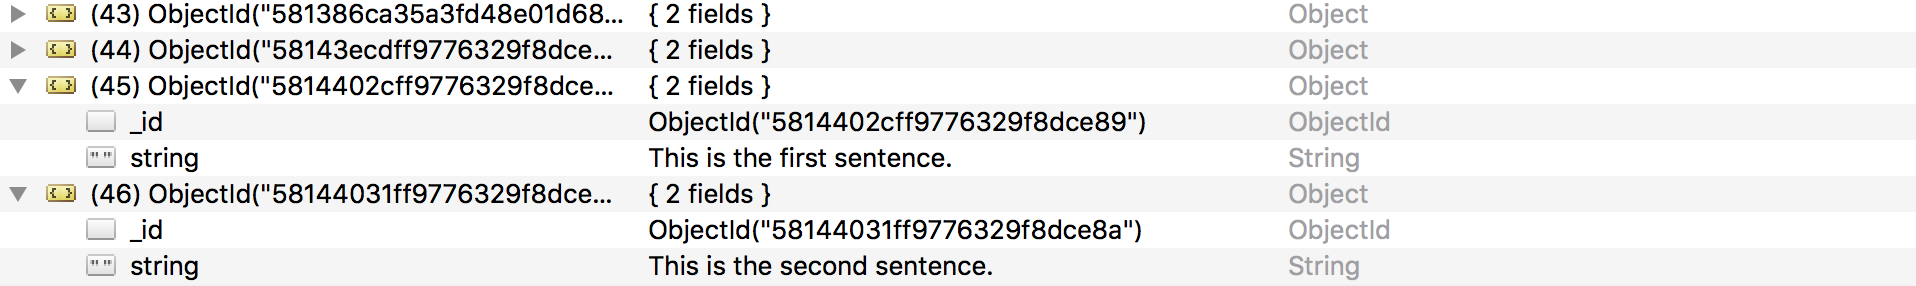 (43) ObjectId("581386ca35a3fd48e01d68... { 2 fields } Object
(44) ObjectId("58143ecdff9776329f8dce... { 2 fields } Object
(45) ObjectId("5814402cff9776329f8dce... { 2 fields } Object
_id ObjectId("5814402cff9776329f8dce89") ObjectId
string This is the first sentence. String
(46) ObjectId("58144031ff9776329f8dce... { 2 fields } Object
_id ObjectId("58144031ff9776329f8dce8a") ObjectId
string This is the second sentence. String